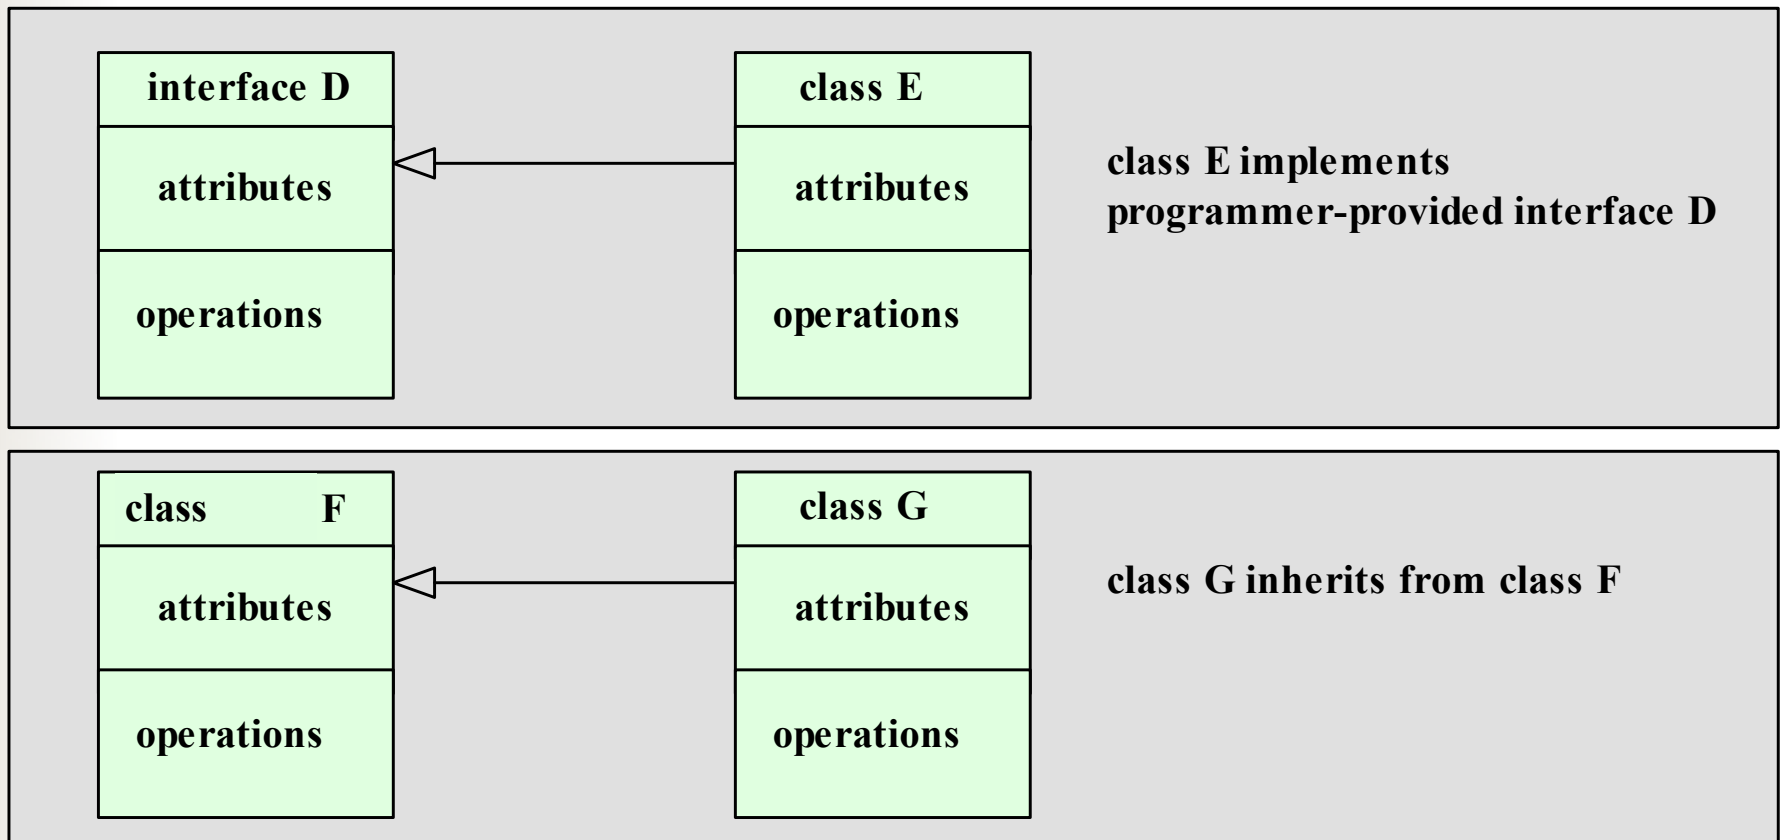 interface D
class E
attributes
attributes
class E implements
programmer-provided interface D
operations
operations
class F
class G
attributes
attributes
class G inherits from class F
operations
operations